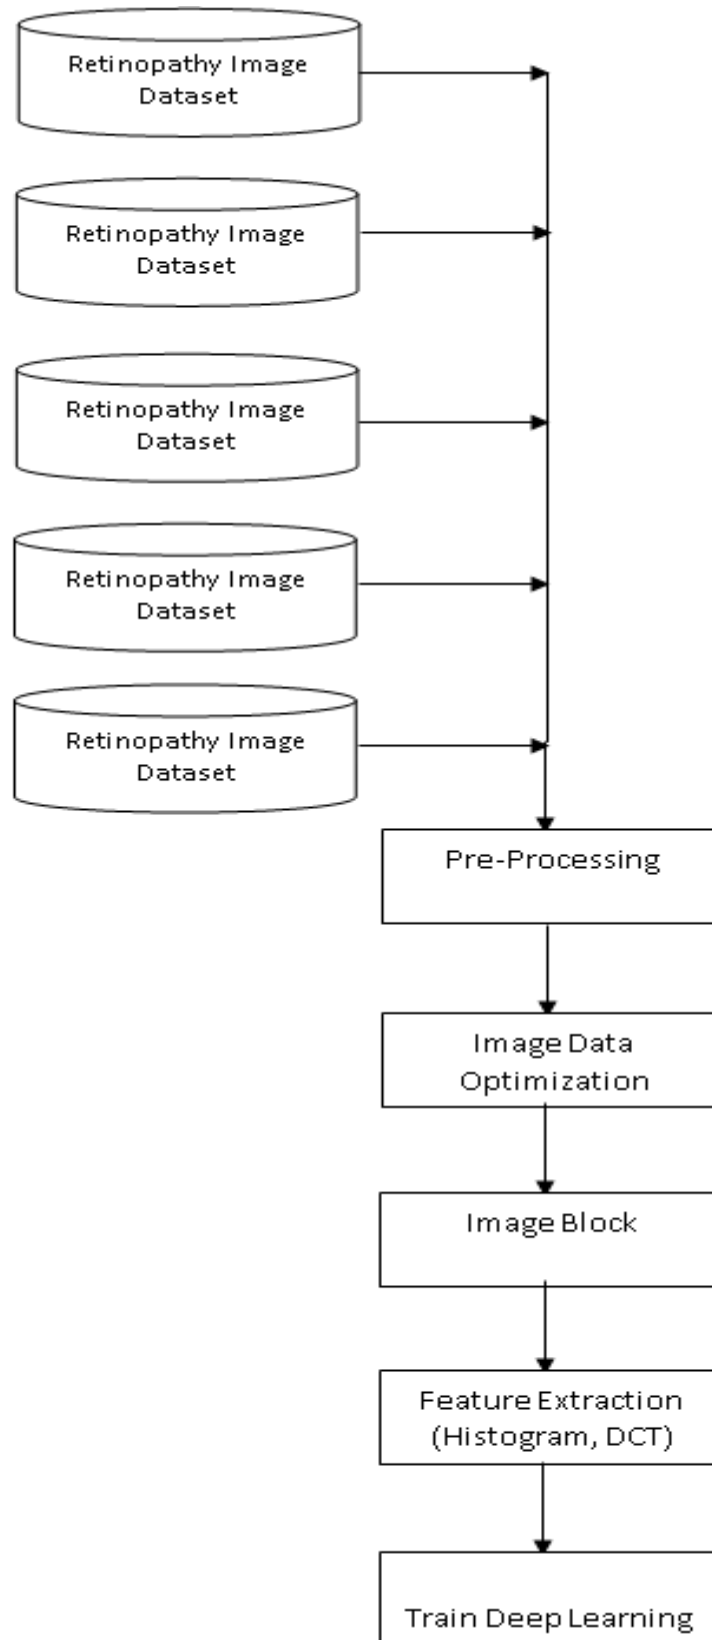 Retinopathy Image
Dataset
Retinopathy Image
Dataset
Retinopathy Image
Dataset
Retinopathy Image
Dataset
Retinopathy Image
Dataset
Pre-Processing
Image Data
Optimization
Image Block
Feature Extraction
(Histogram, DCT)
Train Deep Learning